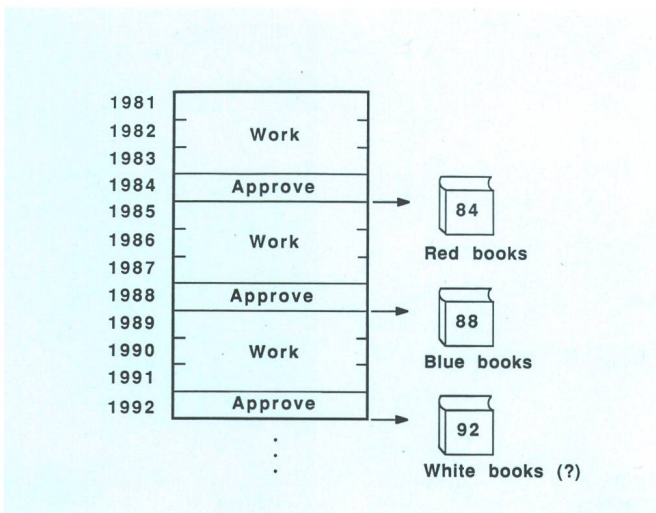 1981
1982 Work
1983
1984 Approve
1985
84
1986 Work
1987
Red books
1988 Approve
1989
88
1990 Work
1991
Blue books
1992 Approve
92
White books (?)